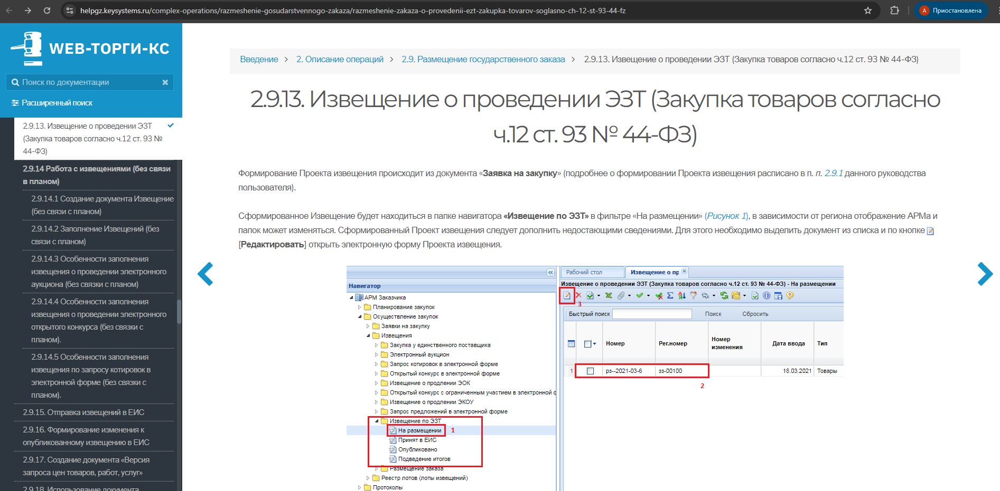 helpgz.keysystems.ru/complex-operations/razmeshenie-gosudarstvennogo-zakaza/razmeshenie-zakaza-o-provedenii-ezt-zakupka-tovarov-soglasno-ch-12-st-93-44-fz
А Приостановлена
WEB-ТОРГИ-КС
Поиск по документации
Расширенный поиск
2.9.13. Извещение о проведении ЭЗТ
(Закупка товаров согласно ч.12 ст. 93 №
44-ФЗ)
2.9.14 Работа с извещениями (без связи
в планом)
2.9.14.1 Создание документа Извещение
(без связи с планом)
2.9.14.2 Заполнение Извещений (без
связи с планом)
2.9.14.3 Особенности заполнения
извещения о проведении электронного
аукциона (без связки с планом)
2.9.14.4 Особенности заполнения
извещения о проведении электронного
открытого конкурса (без связки с
планом).
2.9.14.5 Особенности заполнения
извещения по запросу котировок в
электронной форме (без связки с
планом).
2.9.15. Отправка извещений в ЕИС
2.9.16. Формирование изменения к
опубликованному извещению в ЕИС
2.9.17. Создание документа «Версия
запроса цен товаров, работ, услуг»
2.9.18. Использование документа
Введение > 2. Описание операций > 2.9. Размещение государственного заказа > 2.9.13. Извещение о проведении ЭЗТ (Закупка товаров согласно ч.12 ст. 93 № 44-ФЗ)
2.9.13. Извещение о проведении ЭЗТ (Закупка товаров согласно
ч.12 ст. 93 № 44-ФЗ)
Формирование Проекта извещения происходит из документа «Заявка на закупку» (подробнее о формировании Проекта извещения расписано в п. п. 2.9.1 данного руководства
пользователя).
Сформированное Извещение будет находиться в папке навигатора «Извещение по ЭЗТ» в фильтре «На размещении» (Рисунок 1), в зависимости от региона отображение АРМа и
папок может изменяться. Сформированный Проект извещения следует дополнить недостающими сведениями. Для этого необходимо выделить документ из списка и по кнопке
[Редактировать] открыть электронную форму Проекта извещения.
Навигатор
АРМ Заказчика
Планирование закупок
Осуществление закупок
Заявки на закупку
Извещения
Закупка у единственного поставщика
Электронный аукцион
Запрос котировок в электронной форме
Открытый конкурс в электронной форме
Извещение о продлении ЭОК
Открытый конкурс с ограниченным участием в электронной ф
Извещение о продлении ЭКОУ
Запрос предложений в электронной форме
Извещение по ЭЗТ
На размещении 1
Принят в ЕИС
Опубликовано
Подведение итогов
Размещение заказа
Реестр лотов (лоты извещений)
Протоколы
Рабочий стол Извещение о пр
Извещение о проведении ЭЗТ (Закупка товаров согласно ч.12 ст. 93 № 44-ФЗ) - На размещении
3
Быстрый поиск Поиск Сбросить
Номер Рег.номер Номер изменения Дата ввода Тип
1 рз--2021-03-6 зз-00100 18.03.2021 Товары
2